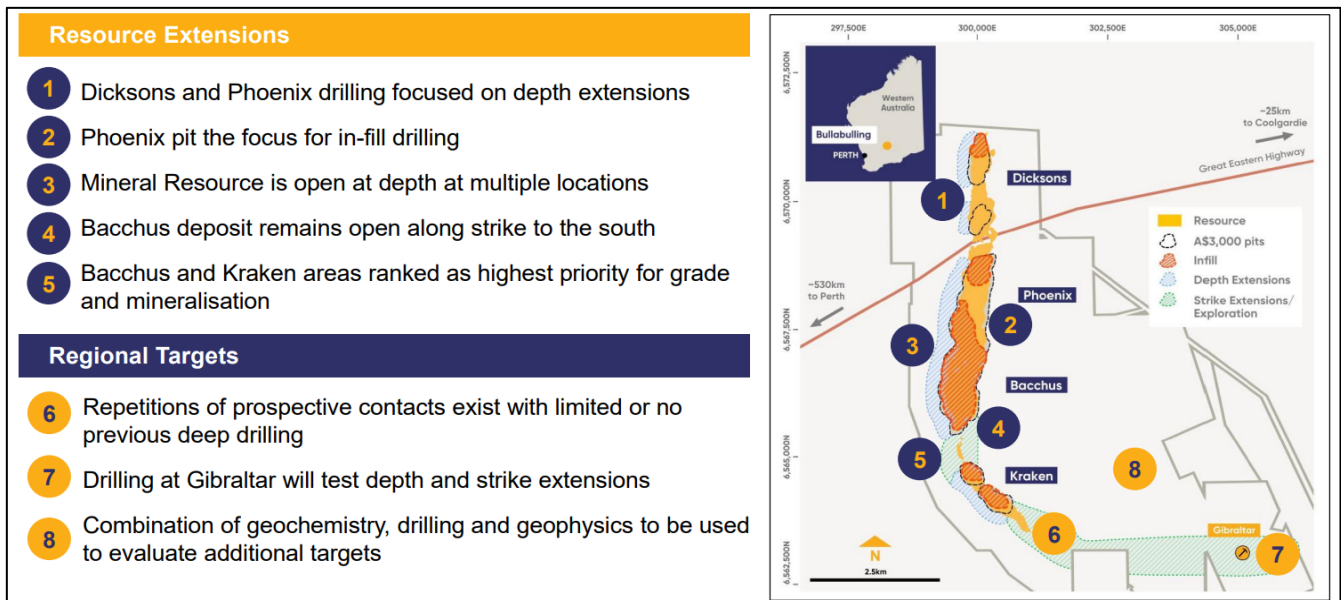 Resource Extensions
1
Dicksons and Phoenix drilling focused on depth extensions
2
Phoenix pit the focus for in-fill drilling
3
Mineral Resource is open at depth at multiple locations
4
Bacchus deposit remains open along strike to the south
5
Bacchus and Kraken areas ranked as highest priority for grade
and mineralisation
Regional Targets
6
Repetitions of prospective contacts exist with limited or no
previous deep drilling
7
Drilling at Gibraltar will test depth and strike extensions
8
Combination of geochemistry, drilling and geophysics to be used
to evaluate additional targets
297,500E
300,000E
302,500E
305,000E
6,572,500N
6,570,000N
6,567,500N
6,565,000N
6,562,500N
Western
Australia
Bullabulling
PERTH
~25km
to Coolgardie
Great Eastern Highway
Dicksons
1
Resource
A$3,000 pits
Infill
Depth Extensions
Strike Extensions/
Exploration
~530km
to Perth
Phoenix
2
3
Bacchus
4
5
Kraken
8
6
Gibraltar
7
N
2.5km